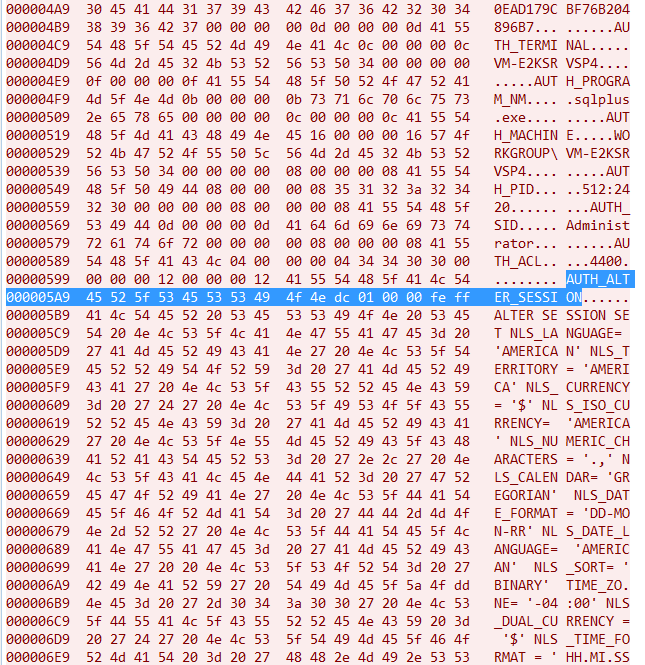 000004A9 30 45 41 44 31 37 39 43 42 46 37 36 42 32 30 34 0EAD179C BF76B204
000004B9 38 39 36 42 37 00 00 00 00 00 00 00 0d 41 55 896B7... ......AU
000004C9 54 48 5f 54 45 52 4d 49 4e 41 4c 0c 00 00 00 0c TH_TERMI NAL.....
000004D9 56 4d 2d 45 32 4b 53 52 56 53 50 34 00 00 00 00 VM-E2KSR VSP4....
000004E9 0f 00 00 00 0f 41 55 54 48 5f 50 52 4f 47 52 41 .....AUT H_PROGRA
000004F9 4d 5f 4e 4d 0b 00 00 00 0b 73 71 6c 70 6c 75 73 M_NM.... .sqlplus
00000509 2e 65 78 65 00 00 00 00 0c 00 00 00 0c 41 55 54 .exe.... .....AUT
00000519 48 5f 4d 41 43 48 49 4e 45 16 00 00 00 16 57 4f H_MACHIN E.....WO
00000529 52 4b 47 52 4f 55 50 5c 56 4d 2d 45 32 4b 53 52 RKGROUP\ VM-E2KSR
00000539 56 53 50 34 00 00 00 00 08 00 00 00 08 41 55 54 VSP4.... .....AUT
00000549 48 5f 50 49 44 08 00 00 00 08 35 31 32 3a 32 34 H_PID... ..512:24
00000559 32 30 00 00 00 00 08 00 00 00 08 41 55 54 48 5f 20...... ...AUTH_
00000569 53 49 44 0d 00 00 00 0d 41 64 6d 69 6e 69 73 74 SID..... Administ
00000579 72 61 74 6f 72 00 00 00 00 08 00 00 00 08 41 55 rator... ......AU
00000589 54 48 5f 41 43 4c 04 00 00 00 04 34 34 30 30 00 TH_ACL.. ...4400.
00000599 00 00 00 12 00 00 00 12 41 55 54 48 5f 41 4c 54 ........ AUTH_ALT
000005A9 45 52 5f 53 45 53 53 49 4f 4e dc 01 00 00 fe ff ER_SESSI ON......
000005B9 41 4c 54 45 52 20 53 45 53 53 49 4f 4e 20 53 45 ALTER SE SSION SE
000005C9 54 20 4e 4c 53 5f 4c 41 4e 47 55 41 47 45 3d 20 T NLS_LA NGUAGE=
000005D9 27 41 4d 45 52 49 43 41 4e 27 20 4e 4c 53 5f 54 'AMERICA N' NLS_T
000005E9 45 52 52 49 54 4f 52 59 3d 20 27 41 4d 45 52 49 ERRITORY = 'AMERI
000005F9 43 41 27 20 4e 4c 53 5f 43 55 52 52 45 4e 43 59 CA' NLS_ CURRENCY
00000609 3d 20 27 24 27 20 4e 4c 53 5f 49 53 4f 5f 43 55 = '$' NL S_ISO_CU
00000619 52 52 45 4e 43 59 3d 20 27 41 4d 45 52 49 43 41 RRENCY= 'AMERICA
00000629 27 20 4e 4c 53 5f 4e 55 4d 45 52 49 43 5f 43 48 ' NLS_NU MERIC_CH
00000639 41 52 41 43 54 45 52 53 3d 20 27 2e 2c 27 20 4e ARACTERS = '.,' N
00000649 4c 53 5f 43 41 4c 45 4e 44 41 52 3d 20 27 47 52 LS_CALEN DAR= 'GR
00000659 45 47 4f 52 49 41 4e 27 20 4e 4c 53 5f 44 41 54 EGORIAN' NLS_DAT
00000669 45 5f 46 4f 52 4d 41 54 3d 20 27 44 44 2d 4d 4f E_FORMAT = 'DD-MO
00000679 4e 2d 52 52 27 20 4e 4c 53 5f 44 41 54 45 5f 4c N-RR' NL S_DATE_L
00000689 41 4e 47 55 41 47 45 3d 20 27 41 4d 45 52 49 43 ANGUAGE= 'AMERIC
00000699 41 4e 27 20 20 4e 4c 53 5f 53 4f 52 54 3d 20 27 AN' NLS _SORT= '
000006A9 42 49 4e 41 52 59 27 20 54 49 4d 45 5f 5a 4f dd BINARY' TIME_ZO.
000006B9 4e 45 3d 20 27 2d 30 34 3a 30 30 27 20 4e 4c 53 NE= '-04 :00' NLS
000006C9 5f 44 55 41 4c 5f 43 55 52 52 45 4e 43 59 20 3d _DUAL_CU RRENCY =
000006D9 20 27 24 27 20 4e 4c 53 5f 54 49 4d 45 5f 46 4f '$' NLS _TIME_FO
000006E9 52 4d 41 54 20 3d 20 27 48 48 2e 4d 49 2e 53 53 RMAT = ' HH.MI.SS